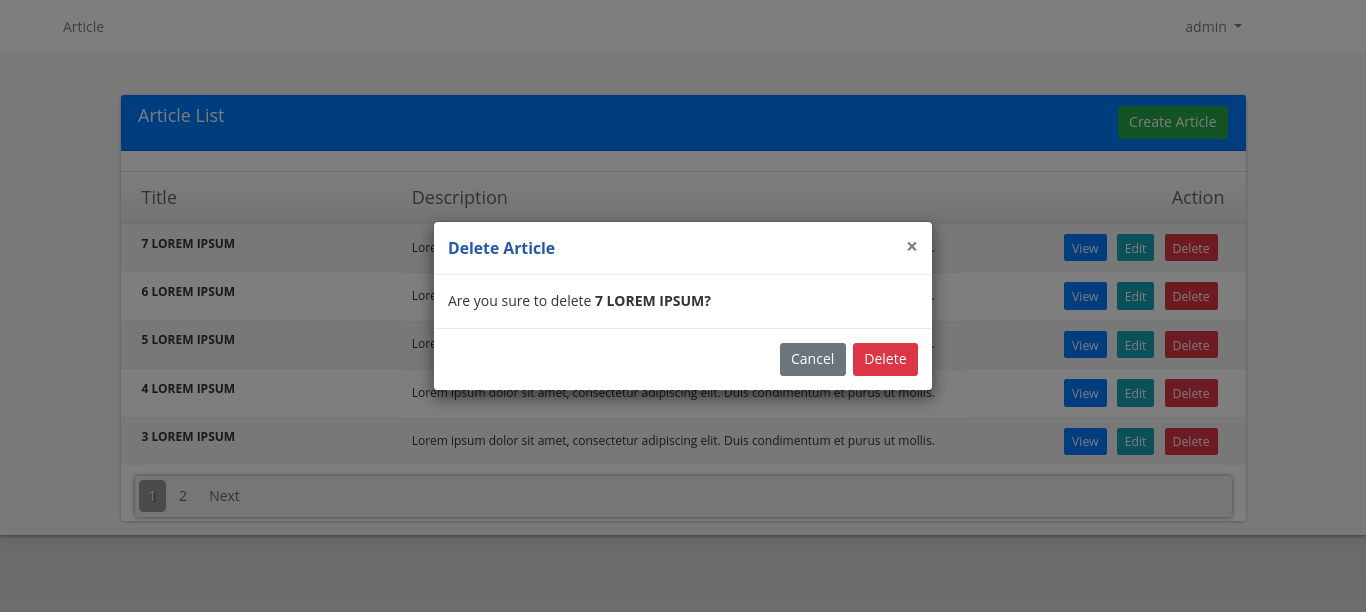 Article
admin
Article List
Create Article
Title Description Action
7 LOREM IPSUM Lore . View Edit Delete
6 LOREM IPSUM Lore . View Edit Delete
5 LOREM IPSUM Lore . View Edit Delete
4 LOREM IPSUM Lorem ipsum dolor sit amet, consectetur adipiscing elit. Duis condimentum et purus ut mollis. View Edit Delete
3 LOREM IPSUM Lorem ipsum dolor sit amet, consectetur adipiscing elit. Duis condimentum et purus ut mollis. View Edit Delete
1 2 Next
Delete Article ×
Are you sure to delete 7 LOREM IPSUM?
Cancel Delete